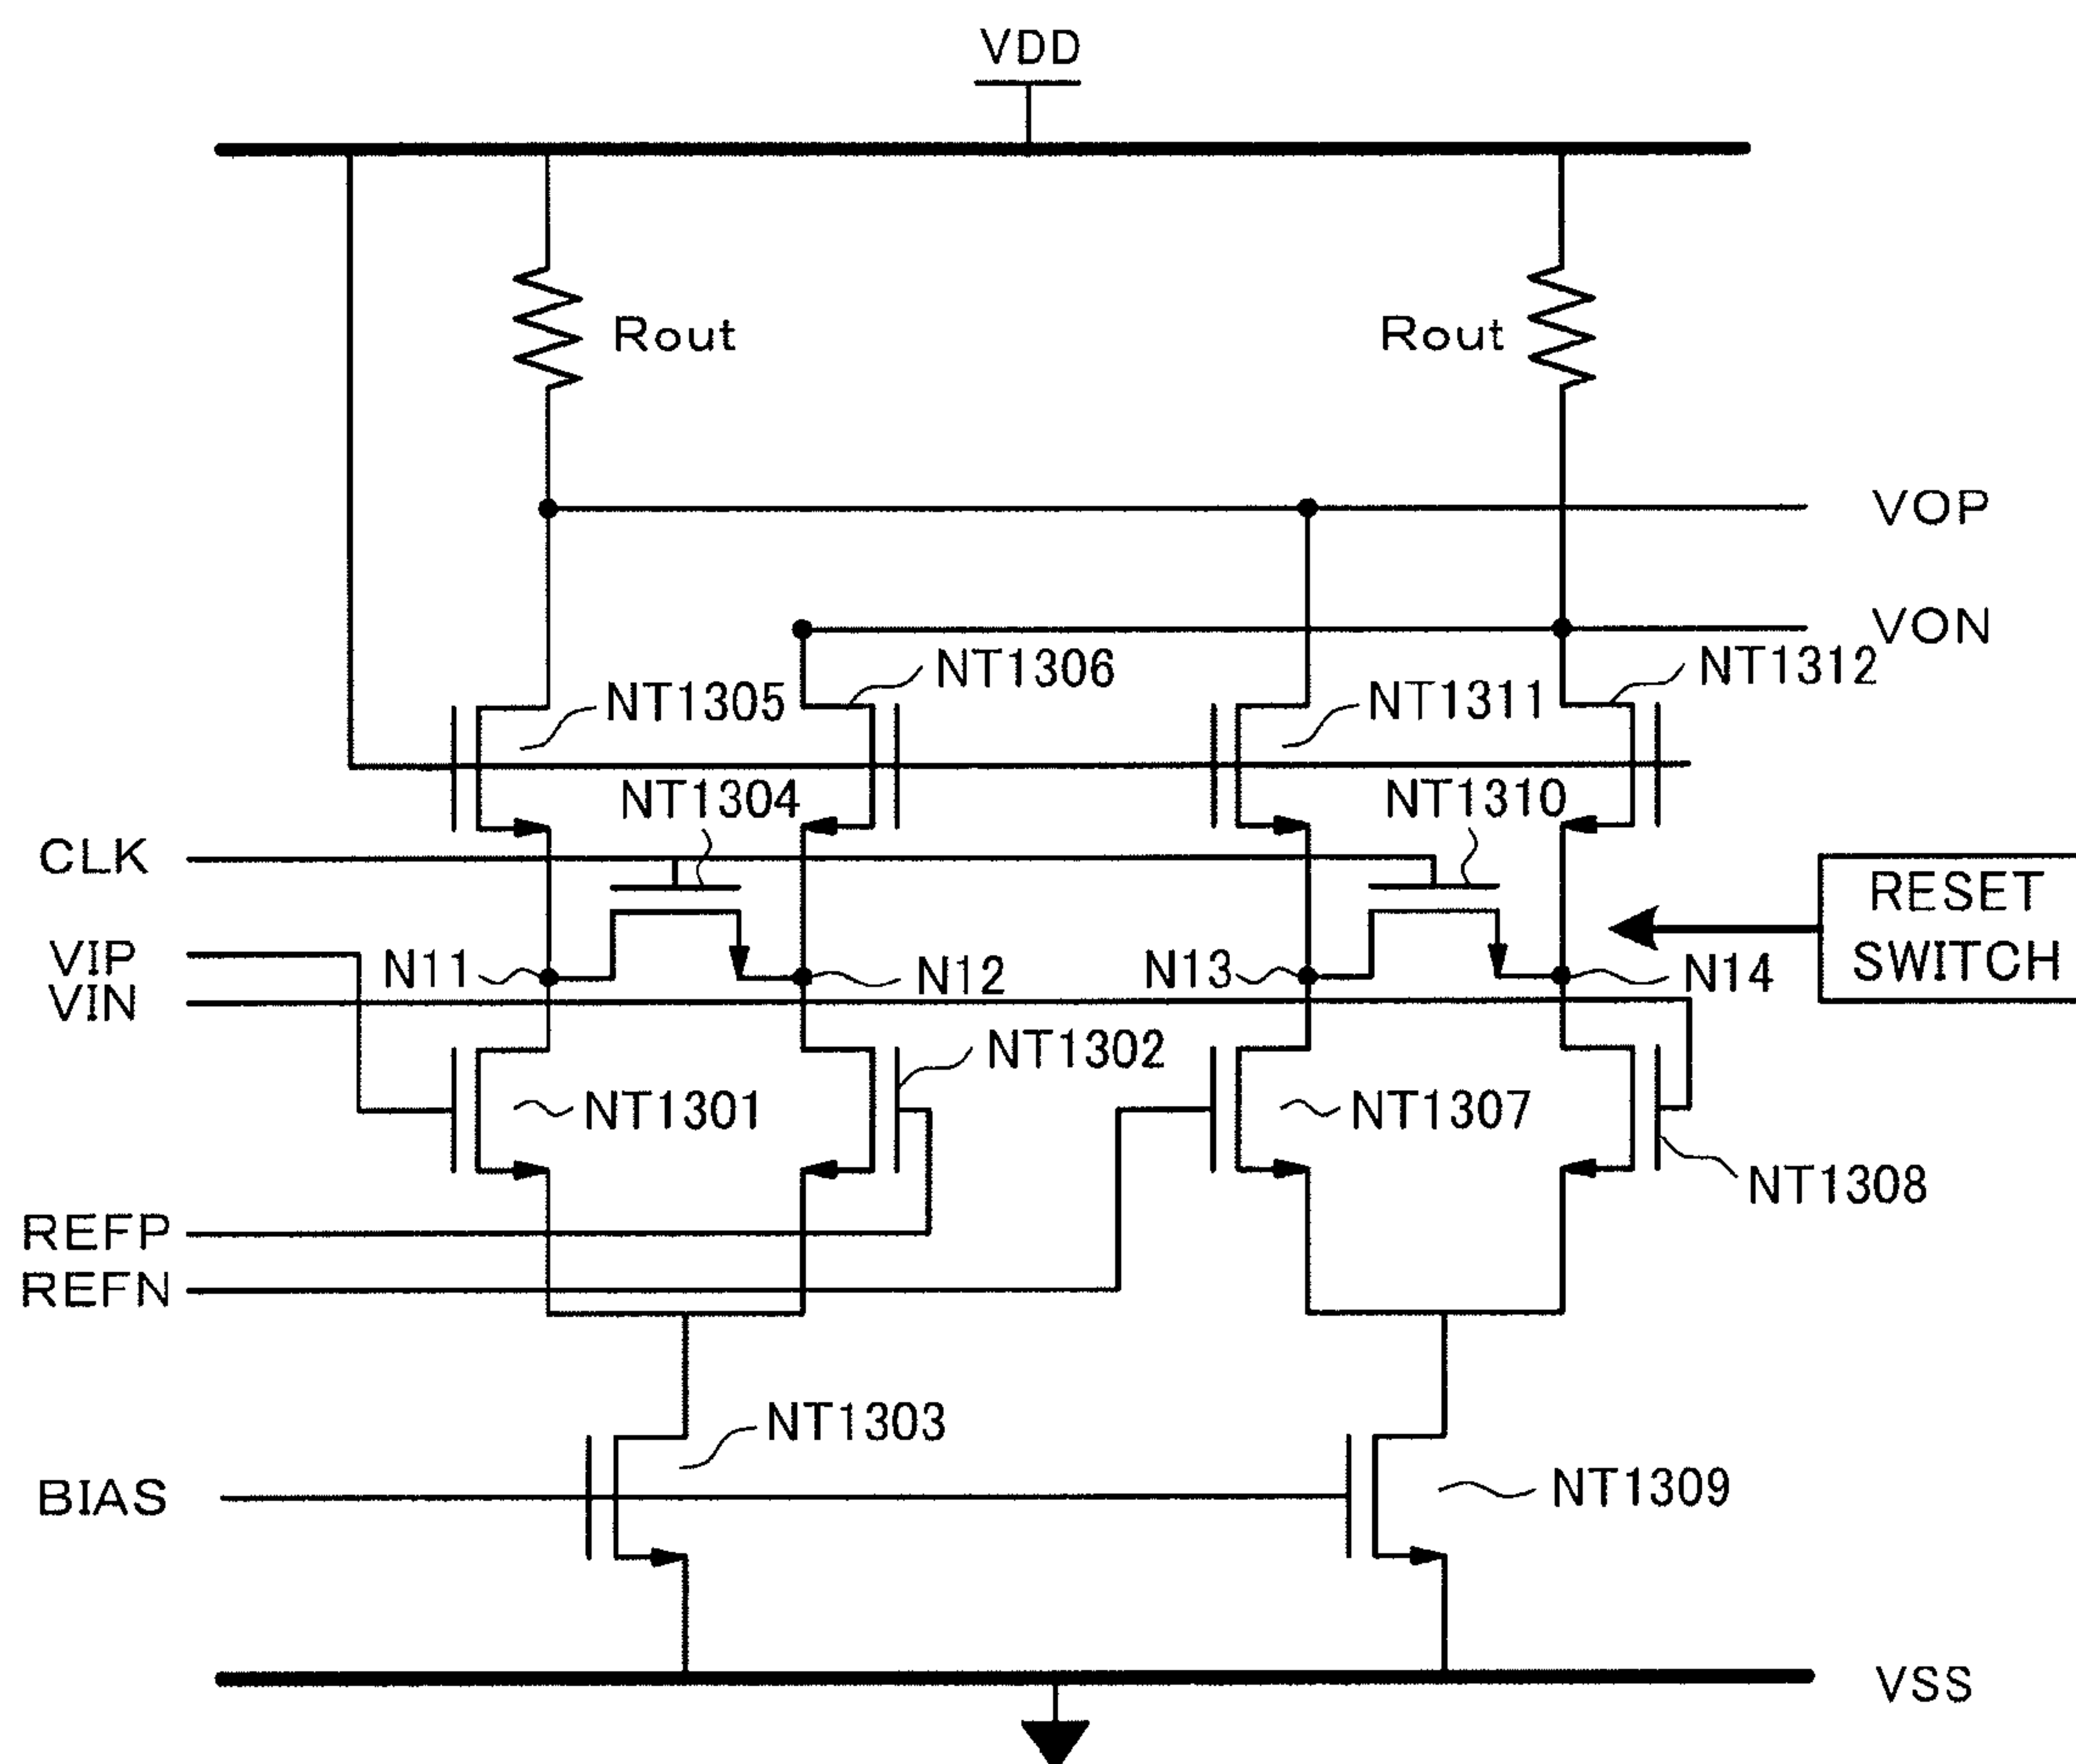 VDD
Rout
Rout
VOP
VON
NT1306
NT1312
NT1305
NT1311
NT1304
NT1310
CLK
RESET
SWITCH
VIP
N11
N12
N13
N14
VIN
NT1302
NT1301
NT1307
NT1308
REFP
REFN
NT1303
BIAS
NT1309
VSS